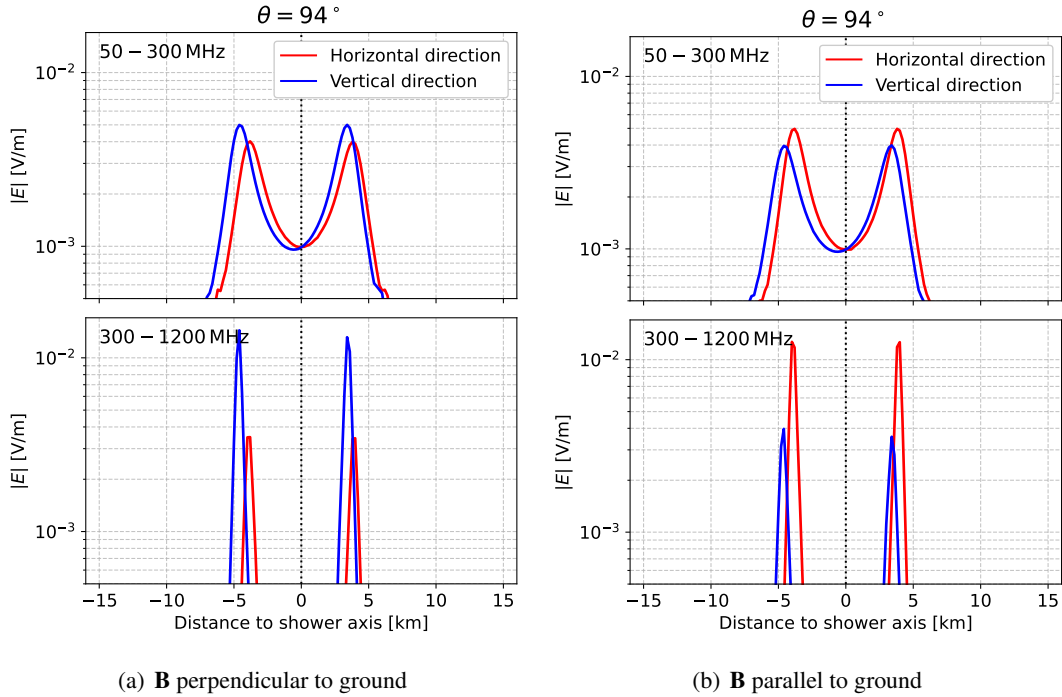 θ = 94°
50 − 300 MHz
Horizontal direction
Vertical direction
10⁻²
10⁻³
|E| [V/m]
300 − 1200 MHz
10⁻²
10⁻³
|E| [V/m]
−15 −10 −5 0 5 10 15
Distance to shower axis [km]
(a) B perpendicular to ground
θ = 94°
50 − 300 MHz
Horizontal direction
Vertical direction
10⁻²
10⁻³
|E| [V/m]
300 − 1200 MHz
10⁻²
10⁻³
|E| [V/m]
−15 −10 −5 0 5 10 15
Distance to shower axis [km]
(b) B parallel to ground